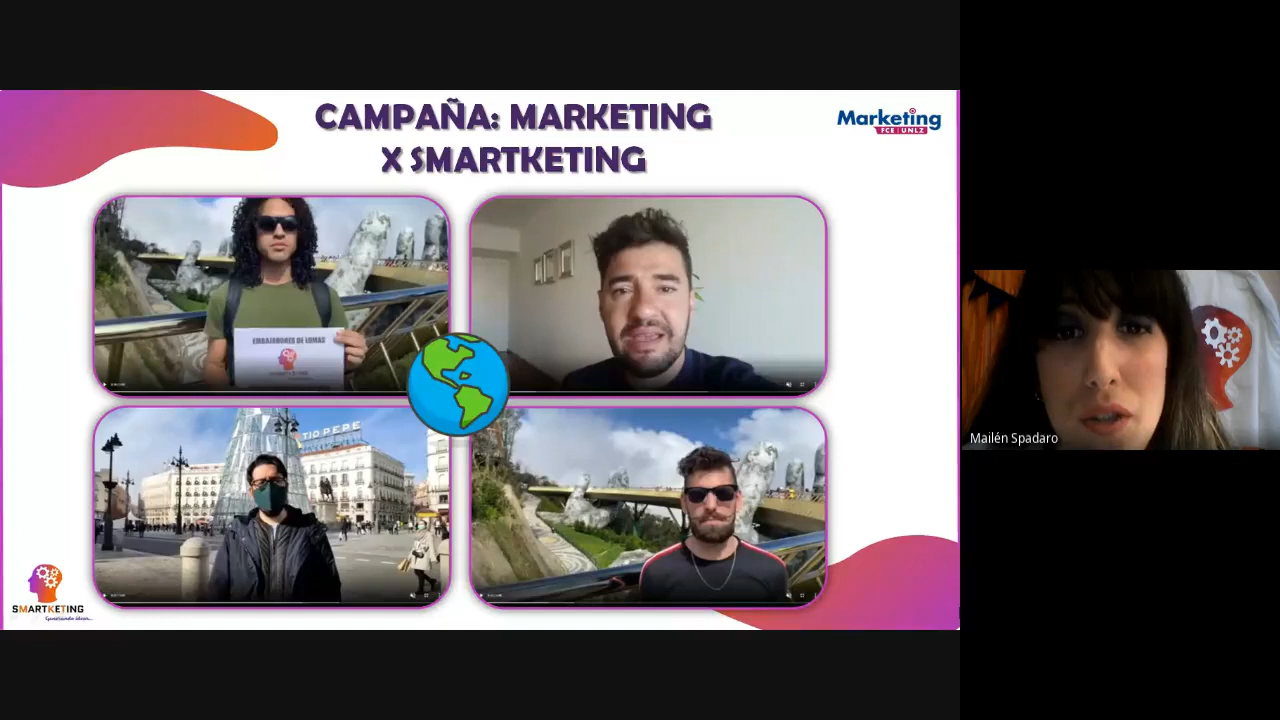 CAMPAÑA: MARKETING
X SMARTKETING
Marketing
FCE | UNLZ
EMBAJADORES DE LOMAS
TIO PEPE
Mailén Spadaro
SMARTKETING